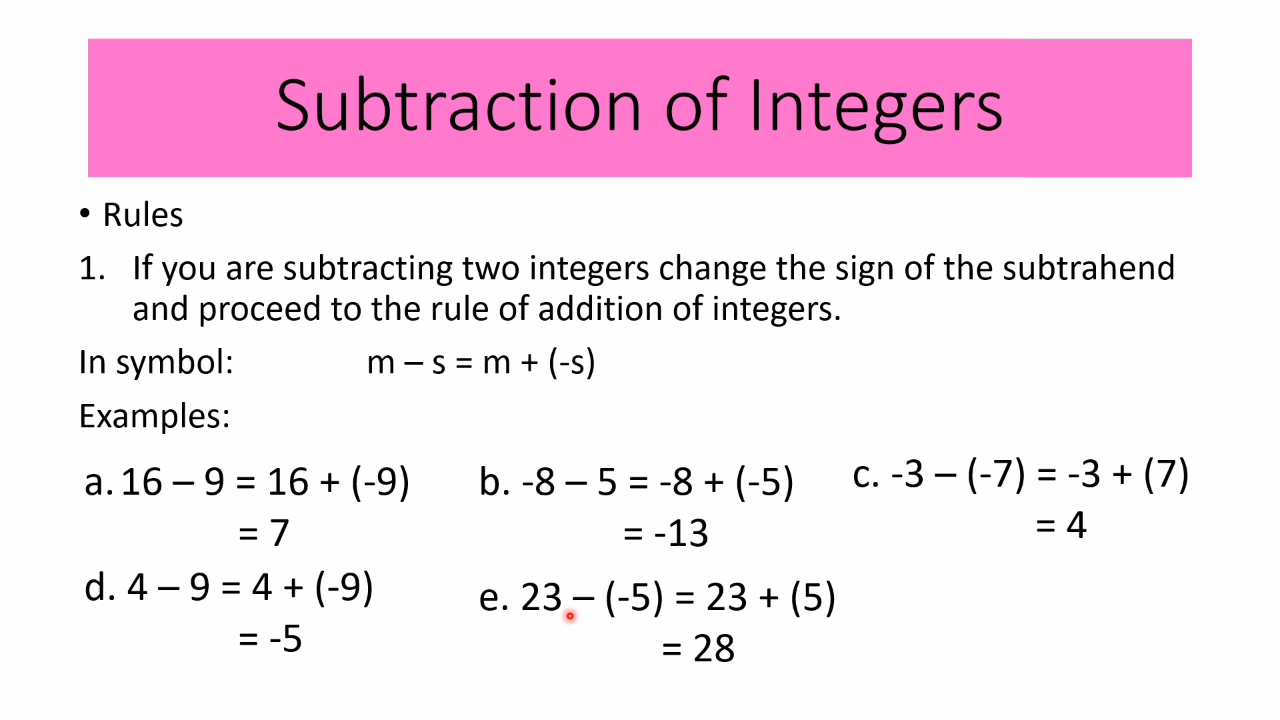 Subtraction of Integers
• Rules
1. If you are subtracting two integers change the sign of the subtrahend
and proceed to the rule of addition of integers.
In symbol: m – s = m + (-s)
Examples:
a. 16 – 9 = 16 + (-9)
= 7
b. -8 – 5 = -8 + (-5)
= -13
c. -3 – (-7) = -3 + (7)
= 4
d. 4 – 9 = 4 + (-9)
= -5
e. 23 – (-5) = 23 + (5)
= 28